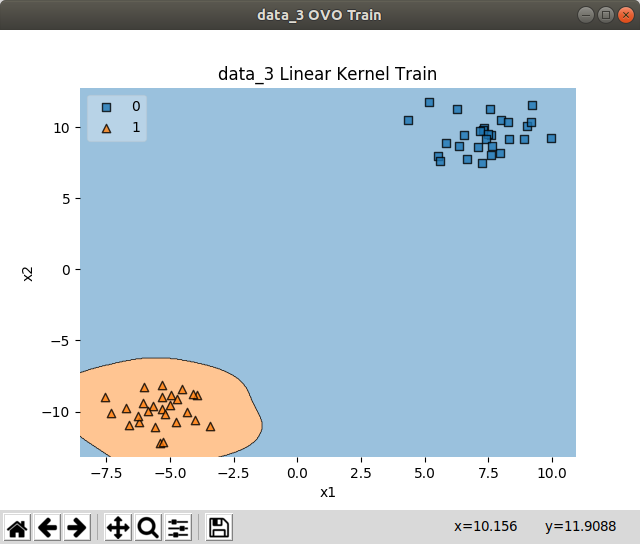 data_3 OVO Train
data_3 Linear Kernel Train
0
1
10
5
0
−5
−10
x2
−7.5 −5.0 −2.5 0.0 2.5 5.0 7.5 10.0
x1
x=10.156 y=11.9088